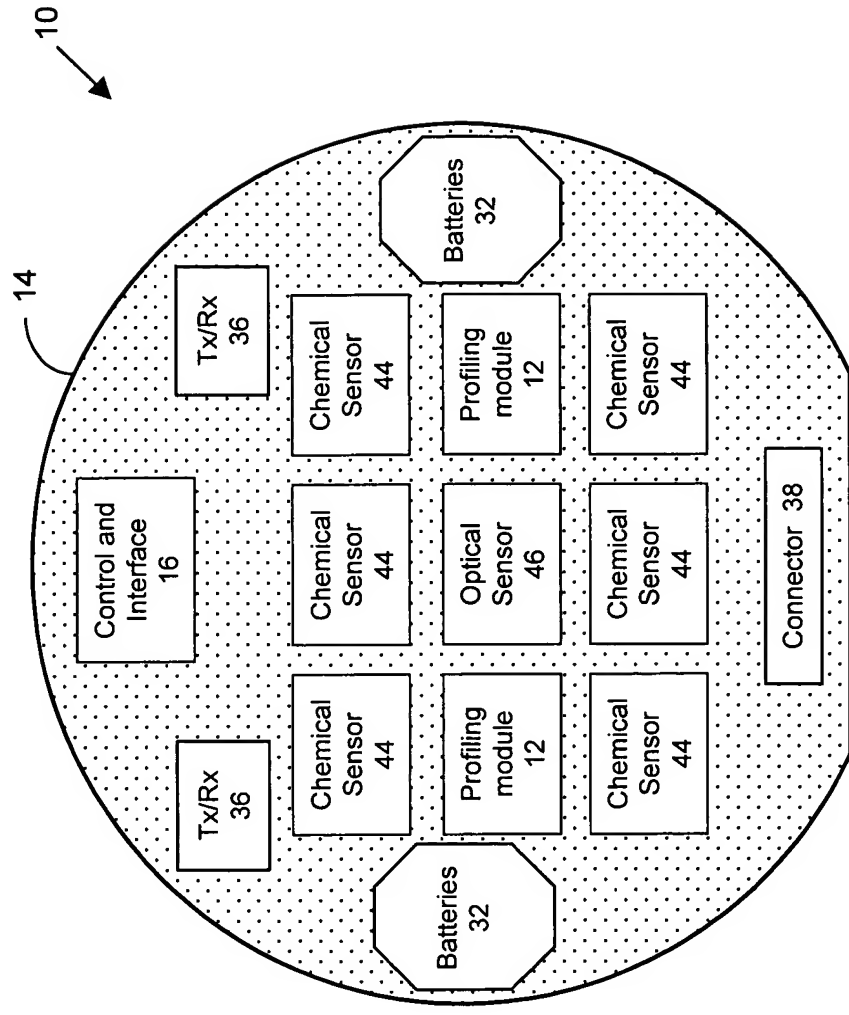 10
14
Control and
Interface
16
Tx/Rx
36
Tx/Rx
36
Chemical
Sensor
44
Chemical
Sensor
44
Chemical
Sensor
44
Batteries
32
Profiling
module
12
Optical
Sensor
46
Profiling
module
12
Batteries
32
Chemical
Sensor
44
Chemical
Sensor
44
Chemical
Sensor
44
Connector 38